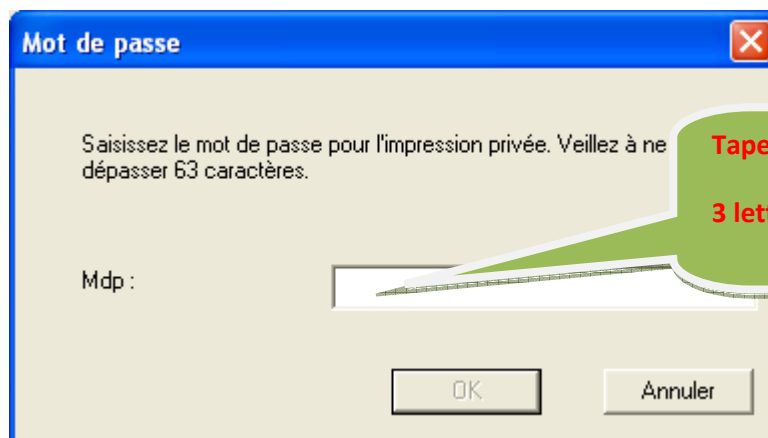 Mot de passe
Saisissez le mot de passe pour l'impression privée. Veillez à ne
dépasser 63 caractères.
Tape
3 lett
Mdp :
OK
Annuler